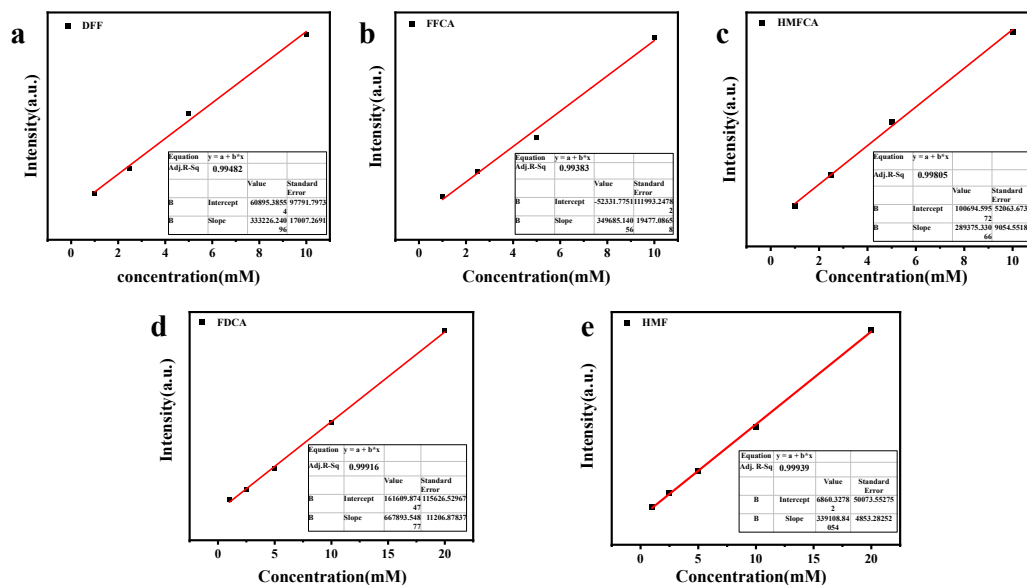 a
DFF
Intensity(a.u.)
Equation y = a + b*x
Adj.R-Sq 0.99482
Value Standard
Error
B Intercept 60895.3855 97791.7973
4
B Slope 333226.240 17007.2691
96
0 2 4 6 8 10
concentration(mM)
b
FFCA
Intensity(a.u.)
Equation y = a + b*x
Adj.R-Sq 0.99383
Value Standard
Error
B Intercept -52331.7751 111993.2478
2
B Slope 349685.140 19477.0865
56 8
0 2 4 6 8 10
Concentration(mM)
c
HMFCA
Intensity(a.u.)
Equation y = a + b*x
Adj.R-Sq 0.99805
Value Standard
Error
B Intercept 100694.595 52063.673
72
B Slope 289375.330 9054.5518
66
0 2 4 6 8 10
Concentration(mM)
d
FDCA
Intensity(a.u.)
Equation y = a + b*x
Adj.R-Sq 0.99916
Value Standard
Error
B Intercept 161609.874 115626.52967
47
B Slope 667893.548 11206.87837
77
0 5 10 15 20
Concentration(mM)
e
HMF
Intensity(a.u.)
Equation y = a + b*x
Adj. R-Sq 0.99939
Value Standard
Error
B Intercept 6860.3278 50073.55275
2
B Slope 339108.84 4853.28252
054
0 5 10 15 20
Concentration(mM)